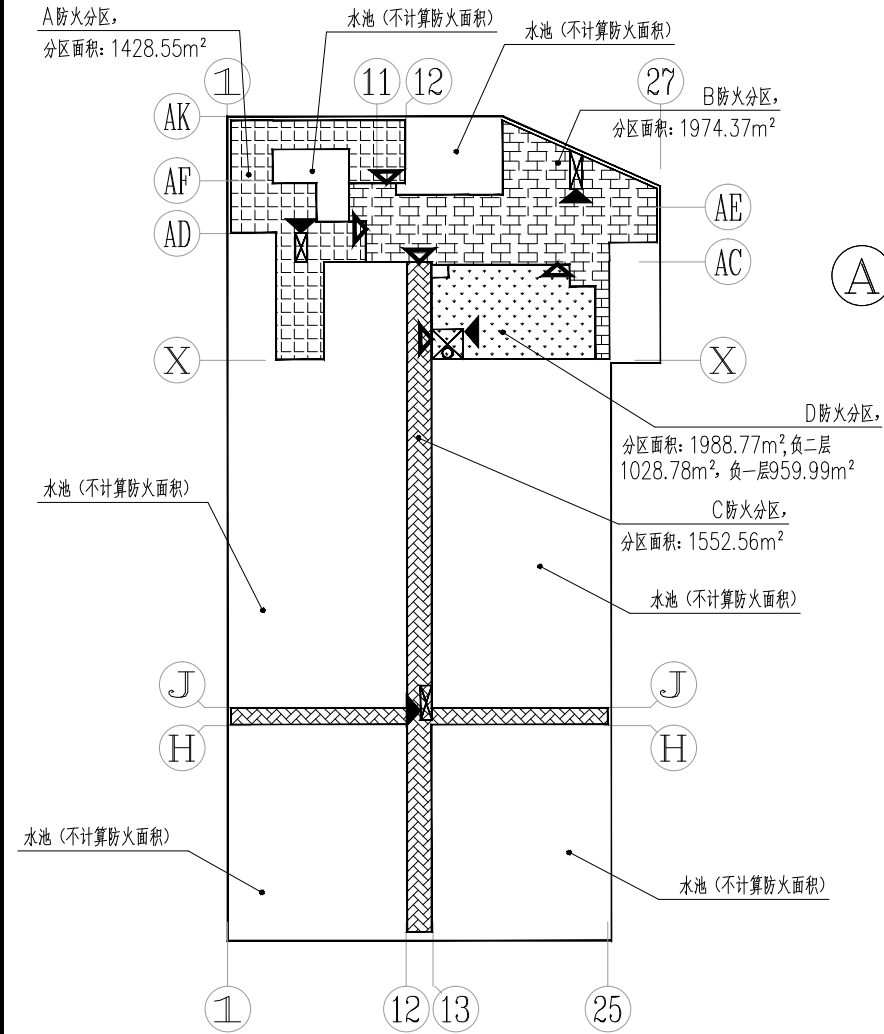 A防火分区，
分区面积：1428.55m²
水池（不计算防火面积）
水池（不计算防火面积）
1
11
12
27
B防火分区，
分区面积：1974.37m²
AK
AF
AD
AE
AC
A
X
X
D防火分区，
分区面积：1988.77m²,负二层
1028.78m²，负一层959.99m²
水池（不计算防火面积）
C防火分区，
分区面积：1552.56m²
水池（不计算防火面积）
J
J
H
H
水池（不计算防火面积）
水池（不计算防火面积）
1
12
13
25